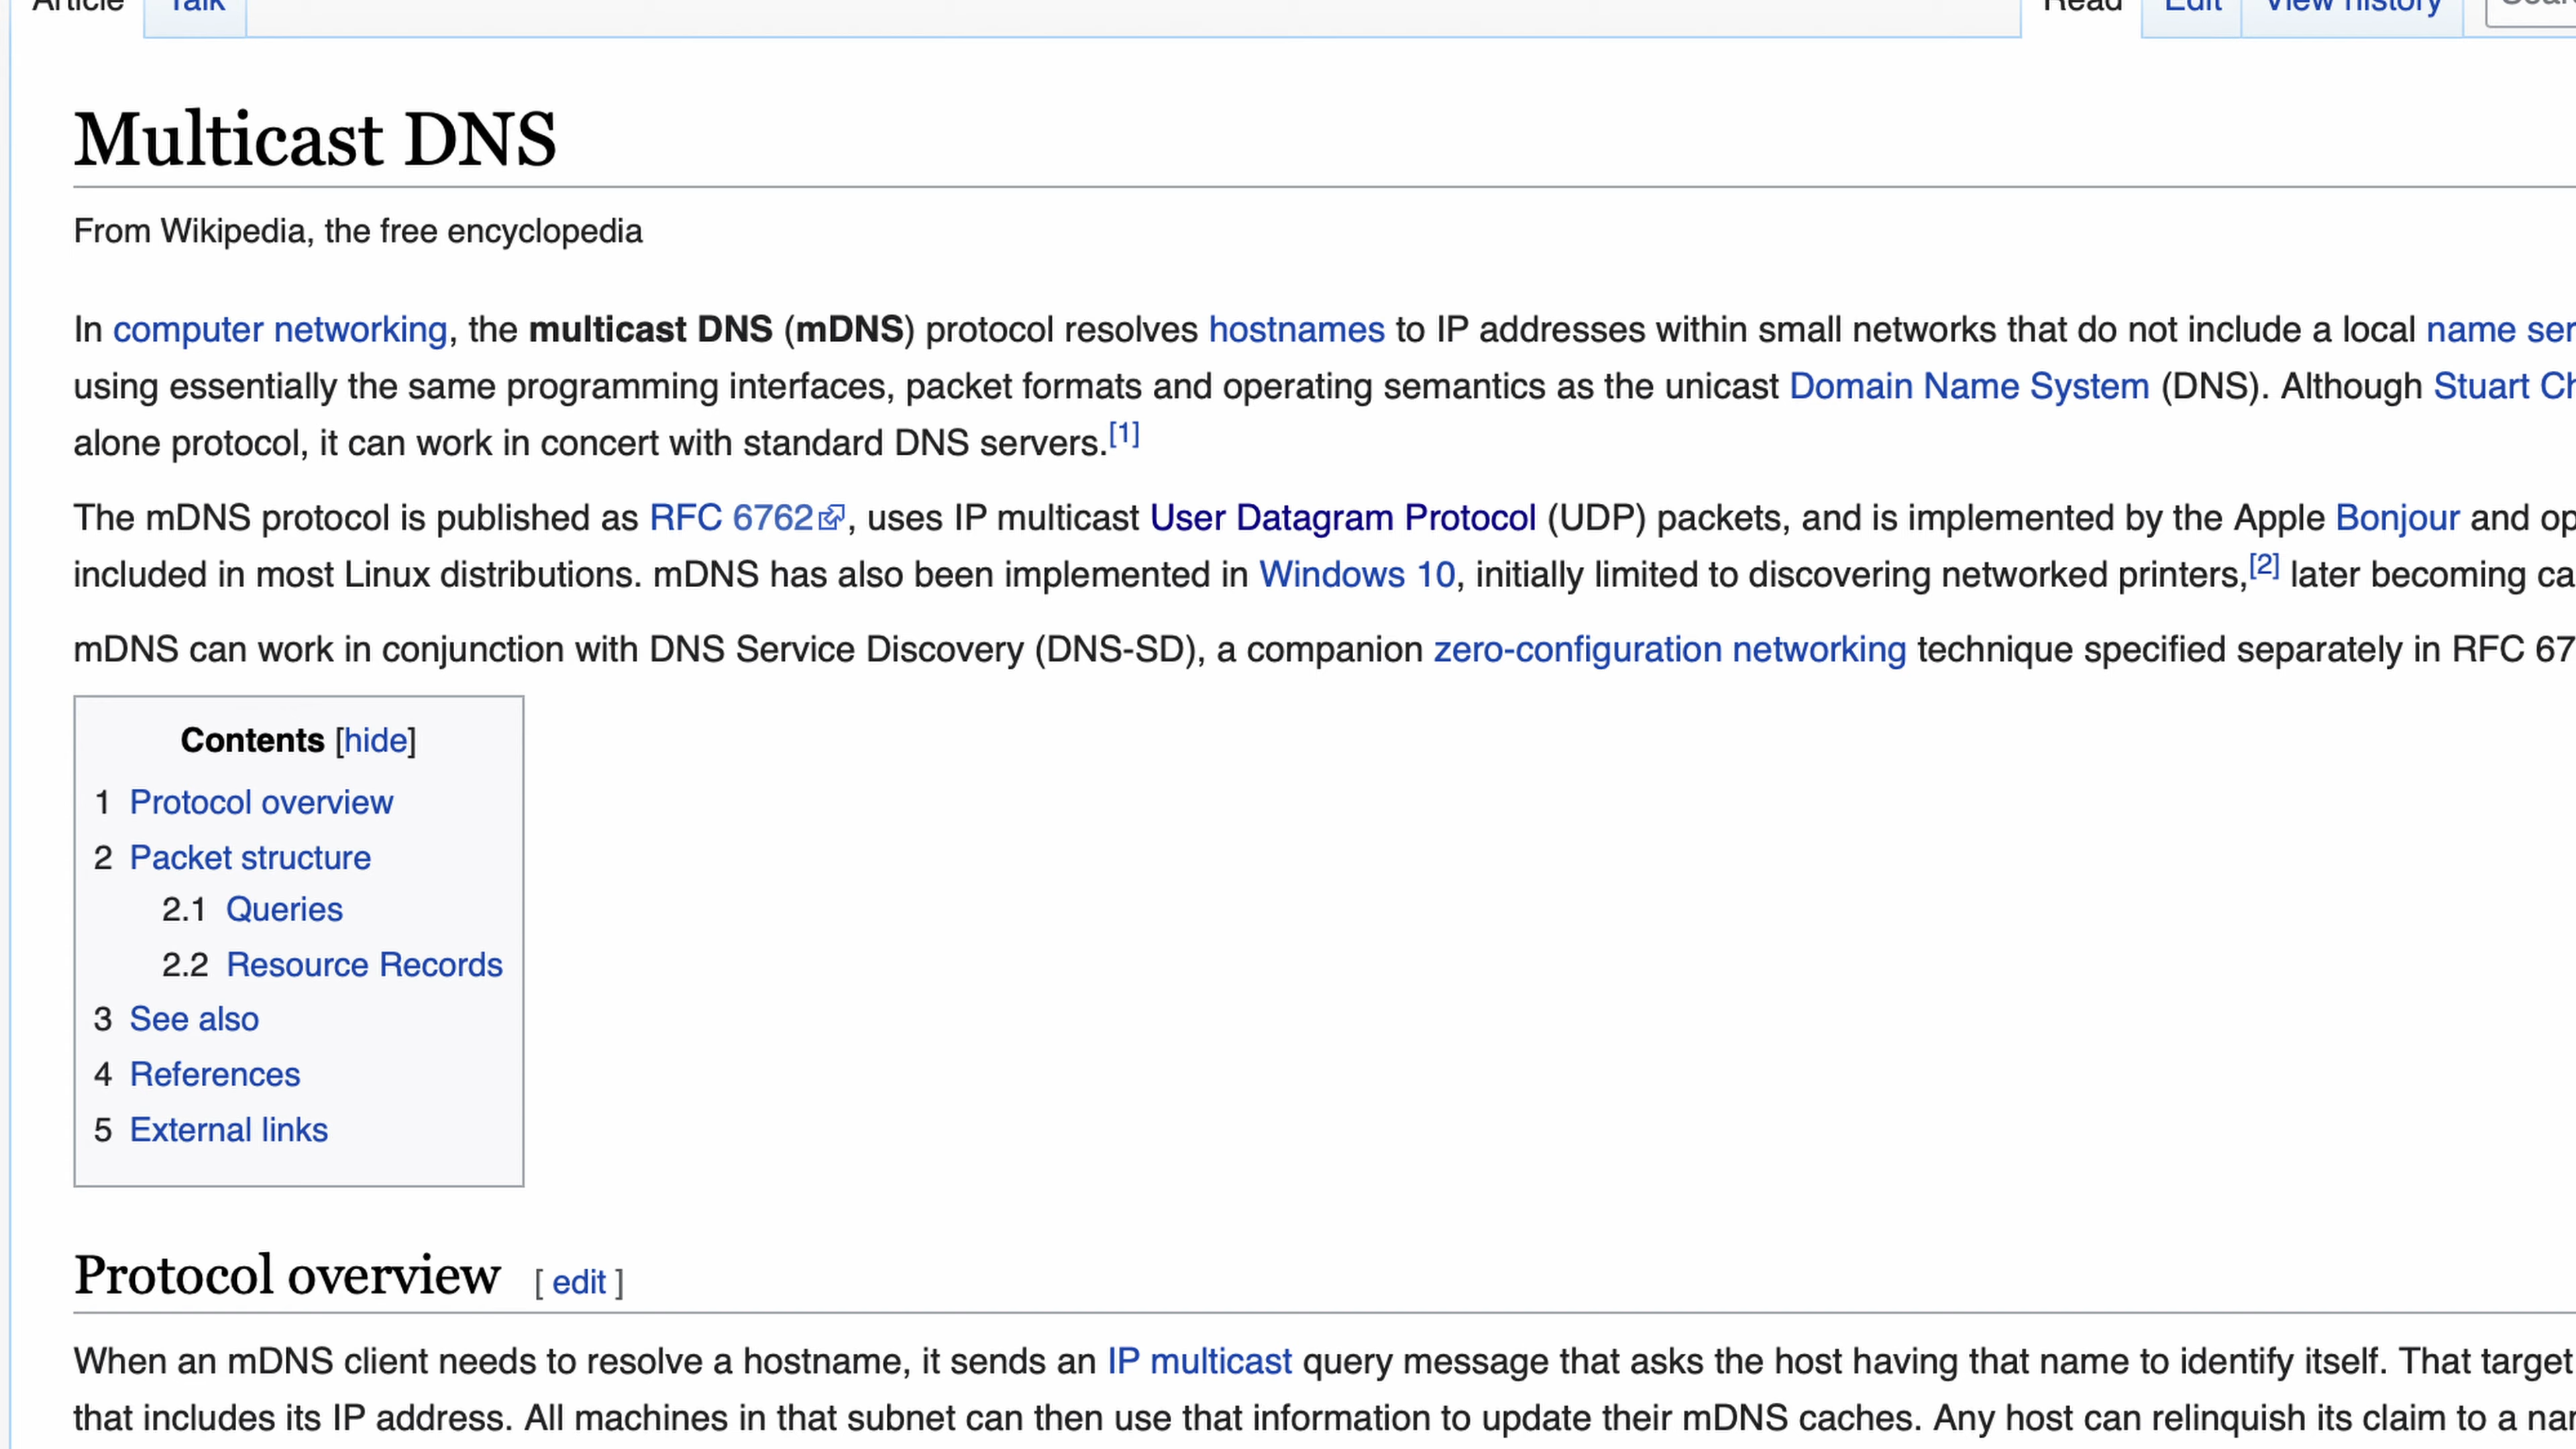 Article Talk Read Edit View history
Multicast DNS
From Wikipedia, the free encyclopedia
In computer networking, the multicast DNS (mDNS) protocol resolves hostnames to IP addresses within small networks that do not include a local name
using essentially the same programming interfaces, packet formats and operating semantics as the unicast Domain Name System (DNS). Although Stuart
alone protocol, it can work in concert with standard DNS servers.[1]
The mDNS protocol is published as RFC 6762, uses IP multicast User Datagram Protocol (UDP) packets, and is implemented by the Apple Bonjour and
included in most Linux distributions. mDNS has also been implemented in Windows 10, initially limited to discovering networked printers,[2] later becoming
mDNS can work in conjunction with DNS Service Discovery (DNS-SD), a companion zero-configuration networking technique specified separately in RFC
Contents [hide]
1 Protocol overview
2 Packet structure
2.1 Queries
2.2 Resource Records
3 See also
4 References
5 External links
Protocol overview [ edit ]
When an mDNS client needs to resolve a hostname, it sends an IP multicast query message that asks the host having that name to identify itself. That target
that includes its IP address. All machines in that subnet can then use that information to update their mDNS caches. Any host can relinquish its claim to a